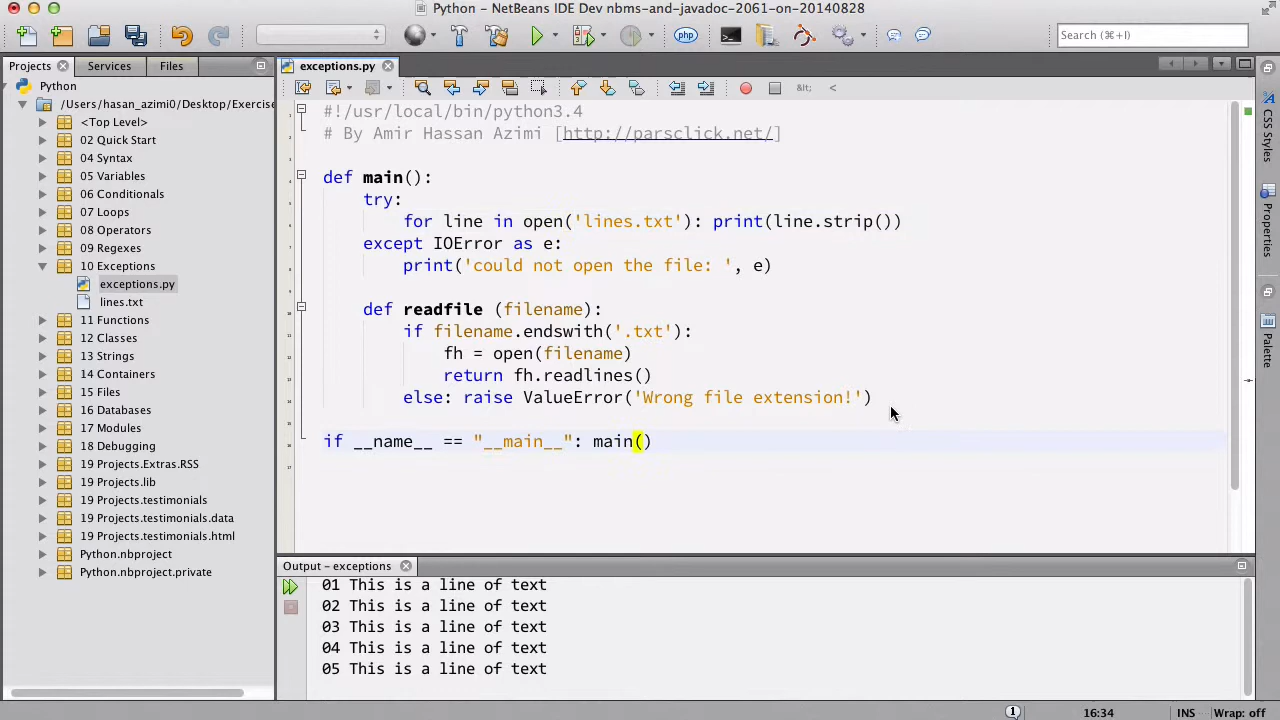 Python - NetBeans IDE Dev nbms-and-javadoc-2061-on-20140828
php
Search (⌘+I)
Projects
Services
Files
exceptions.py
Python
/Users/hasan_azimi0/Desktop/Exercise
<Top Level>
02 Quick Start
04 Syntax
05 Variables
06 Conditionals
07 Loops
08 Operators
09 Regexes
10 Exceptions
exceptions.py
lines.txt
11 Functions
12 Classes
13 Strings
14 Containers
15 Files
16 Databases
17 Modules
18 Debugging
19 Projects.Extras.RSS
19 Projects.lib
19 Projects.testimonials
19 Projects.testimonials.data
19 Projects.testimonials.html
Python.nbproject
Python.nbproject.private
&lt; <
#!/usr/local/bin/python3.4
# By Amir Hassan Azimi [http://parsclick.net/]
def main():
try:
for line in open('lines.txt'): print(line.strip())
except IOError as e:
print('could not open the file: ', e)
def readfile (filename):
if filename.endswith('.txt'):
fh = open(filename)
return fh.readlines()
else: raise ValueError('Wrong file extension!')
if __name__ == "__main__": main()
CSS Styles
Properties
Palette
Output – exceptions
01 This is a line of text
02 This is a line of text
03 This is a line of text
04 This is a line of text
05 This is a line of text
1
16:34
INS
Wrap: off